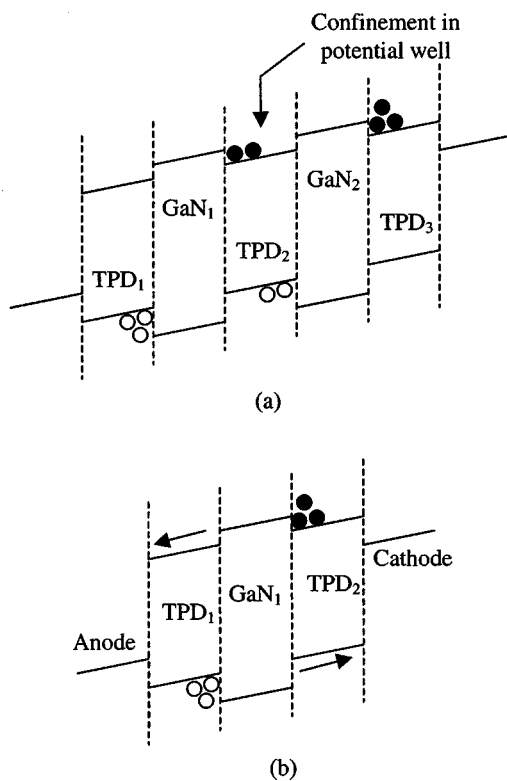 Confinement in
potential well
GaN₁
GaN₂
TPD₁
TPD₂
TPD₃
(a)
TPD₁
GaN₁
TPD₂
Cathode
Anode
(b)